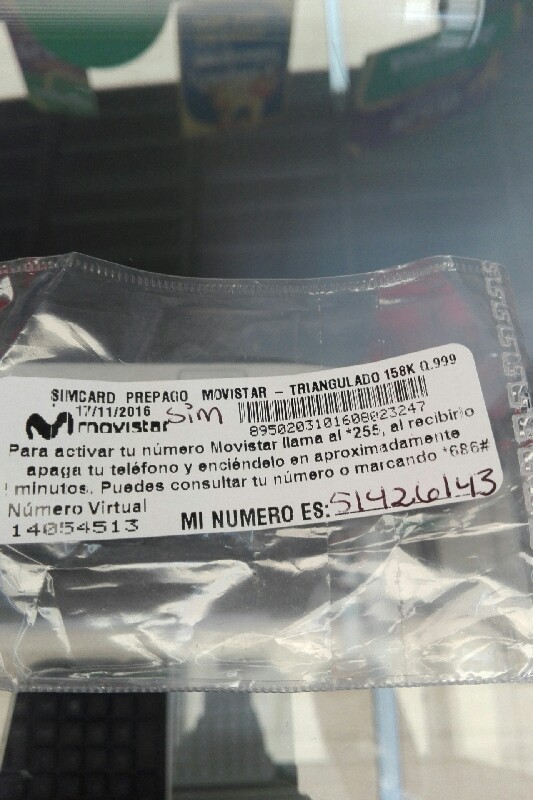 SIMCARD PREPAGO MOVISTAR - TRIANGULADO 158K Q.999
17/11/2016 Sim
movistar
8950203101608023247
Para activar tu número Movistar llama al *255, al recibirlo
apaga tu teléfono y enciéndelo en aproximadamente
minutos. Puedes consultar tu número o marcando *686#
Número Virtual
14054513 MI NUMERO ES: 51426143